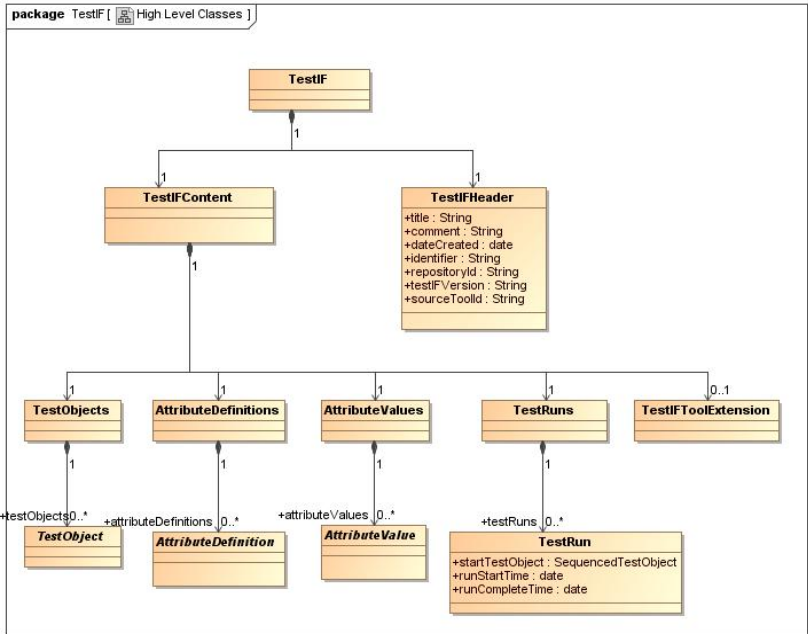 package TestIF [ High Level Classes ]
TestIF
1
1
1
TestIFContent
TestIFHeader
+title : String
+comment : String
+dateCreated : date
+identifier : String
+repositoryId : String
+testIFVersion : String
+sourceToolId : String
1
1
1
1
1
0..1
TestObjects
AttributeDefinitions
AttributeValues
TestRuns
TestIFToolExtension
1
1
1
1
+testObjects 0..*
+attributeDefinitions 0..*
+attributeValues 0..*
+testRuns 0..*
TestObject
AttributeDefinition
AttributeValue
TestRun
+startTestObject : SequencedTestObject
+runStartTime : date
+runCompleteTime : date